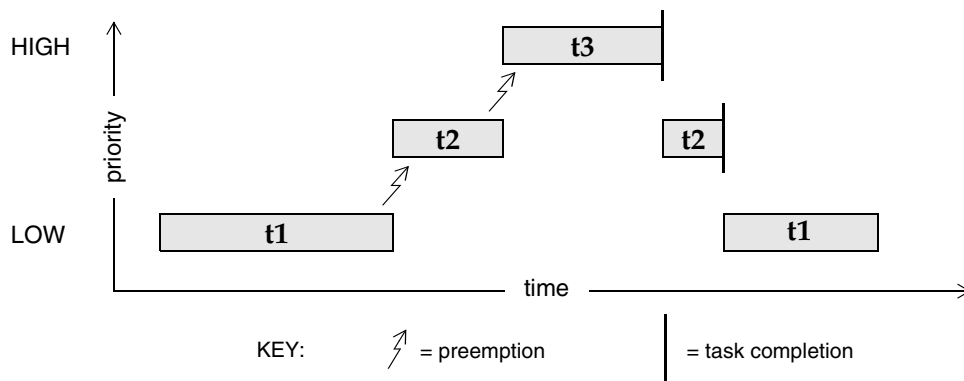 HIGH
t3
priority
t2
t2
LOW
t1
t1
time
KEY:
= preemption
= task completion